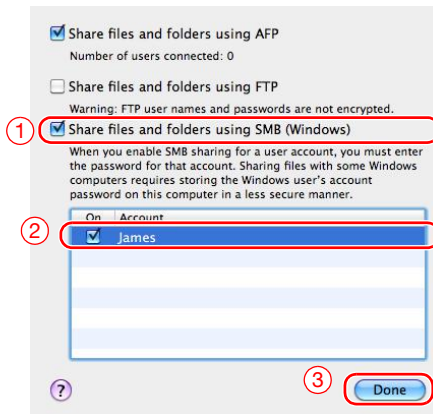 Share files and folders using AFP
Number of users connected: 0
Share files and folders using FTP
Warning: FTP user names and passwords are not encrypted.
1 Share files and folders using SMB (Windows)
When you enable SMB sharing for a user account, you must enter
the password for that account. Sharing files with some Windows
computers requires storing the Windows user's account
password on this computer in a less secure manner.
On Account
2 James
3 Done
?